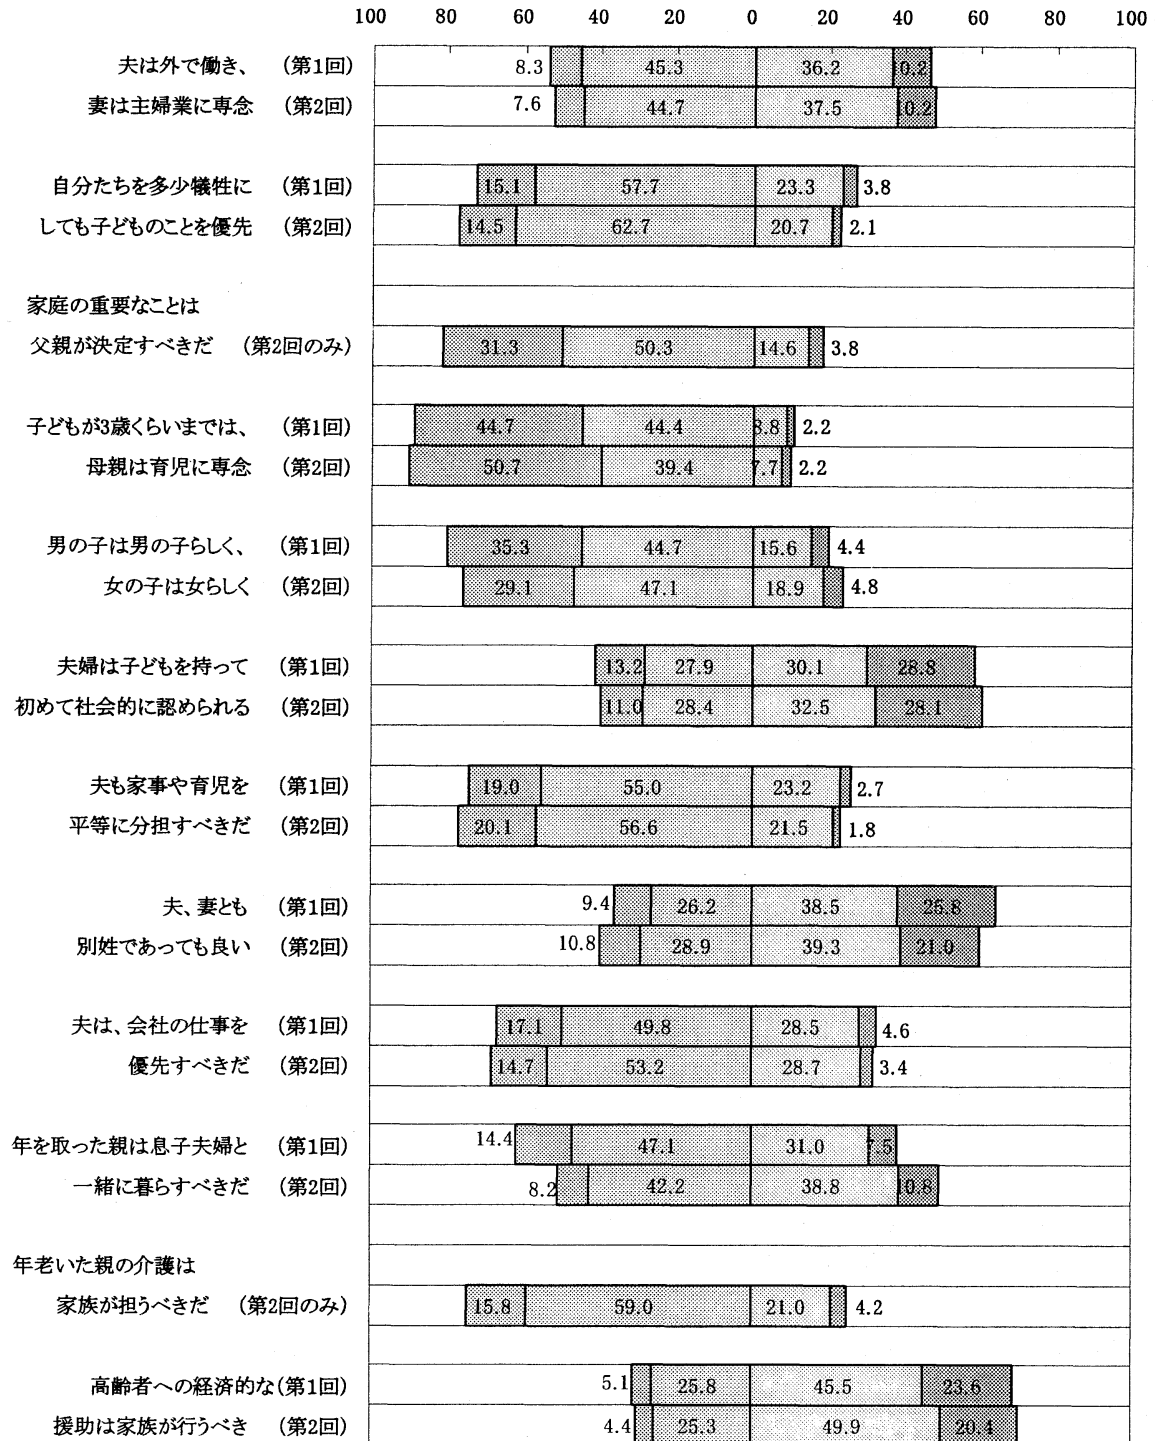 100 80 60 40 20 0 20 40 60 80 100
夫は外で働き、 (第1回) 8.3 45.3 36.2 10.2
妻は主婦業に専念 (第2回) 7.6 44.7 37.5 10.2
自分たちを多少犠牲に (第1回) 15.1 57.7 23.3 3.8
しても子どものことを優先 (第2回) 14.5 62.7 20.7 2.1
家庭の重要なことは
父親が決定すべきだ (第2回のみ) 31.3 50.3 14.6 3.8
子どもが3歳くらいまでは、 (第1回) 44.7 44.4 8.8 2.2
母親は育児に専念 (第2回) 50.7 39.4 7.7 2.2
男の子は男の子らしく、 (第1回) 35.3 44.7 15.6 4.4
女の子は女らしく (第2回) 29.1 47.1 18.9 4.8
夫婦は子どもを持って (第1回) 13.2 27.9 30.1 28.8
初めて社会的に認められる (第2回) 11.0 28.4 32.5 28.1
夫も家事や育児を (第1回) 19.0 55.0 23.2 2.7
平等に分担すべきだ (第2回) 20.1 56.6 21.5 1.8
夫、妻とも (第1回) 9.4 26.2 38.5 25.8
別姓であっても良い (第2回) 10.8 28.9 39.3 21.0
夫は、会社の仕事を (第1回) 17.1 49.8 28.5 4.6
優先すべきだ (第2回) 14.7 53.2 28.7 3.4
年を取った親は息子夫婦と (第1回) 14.4 47.1 31.0 7.5
一緒に暮らすべきだ (第2回) 8.2 42.2 38.8 10.8
年老いた親の介護は
家族が担うべきだ (第2回のみ) 15.8 59.0 21.0 4.2
高齢者への経済的な(第1回) 5.1 25.8 45.5 23.6
援助は家族が行うべき (第2回) 4.4 25.3 49.9 20.4